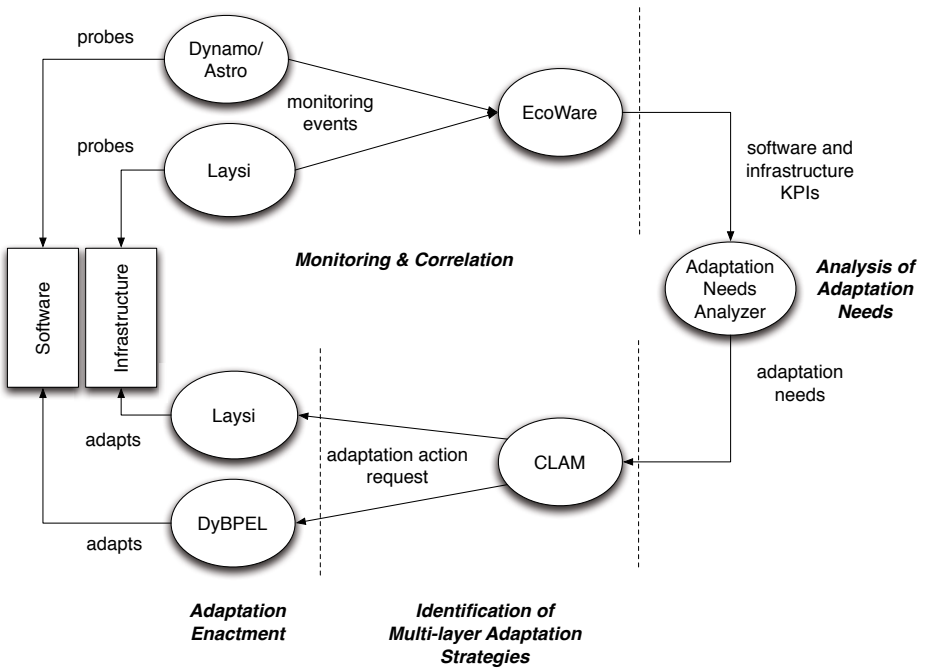 probes
Dynamo/
Astro
monitoring
events
EcoWare
probes
Laysi
software and
infrastructure
KPIs
Monitoring & Correlation
Software
Infrastructure
Adaptation
Needs
Analyzer
Analysis of
Adaptation
Needs
adaptation
needs
Laysi
adapts
adaptation action
request
CLAM
DyBPEL
adapts
Adaptation
Enactment
Identification of
Multi-layer Adaptation
Strategies